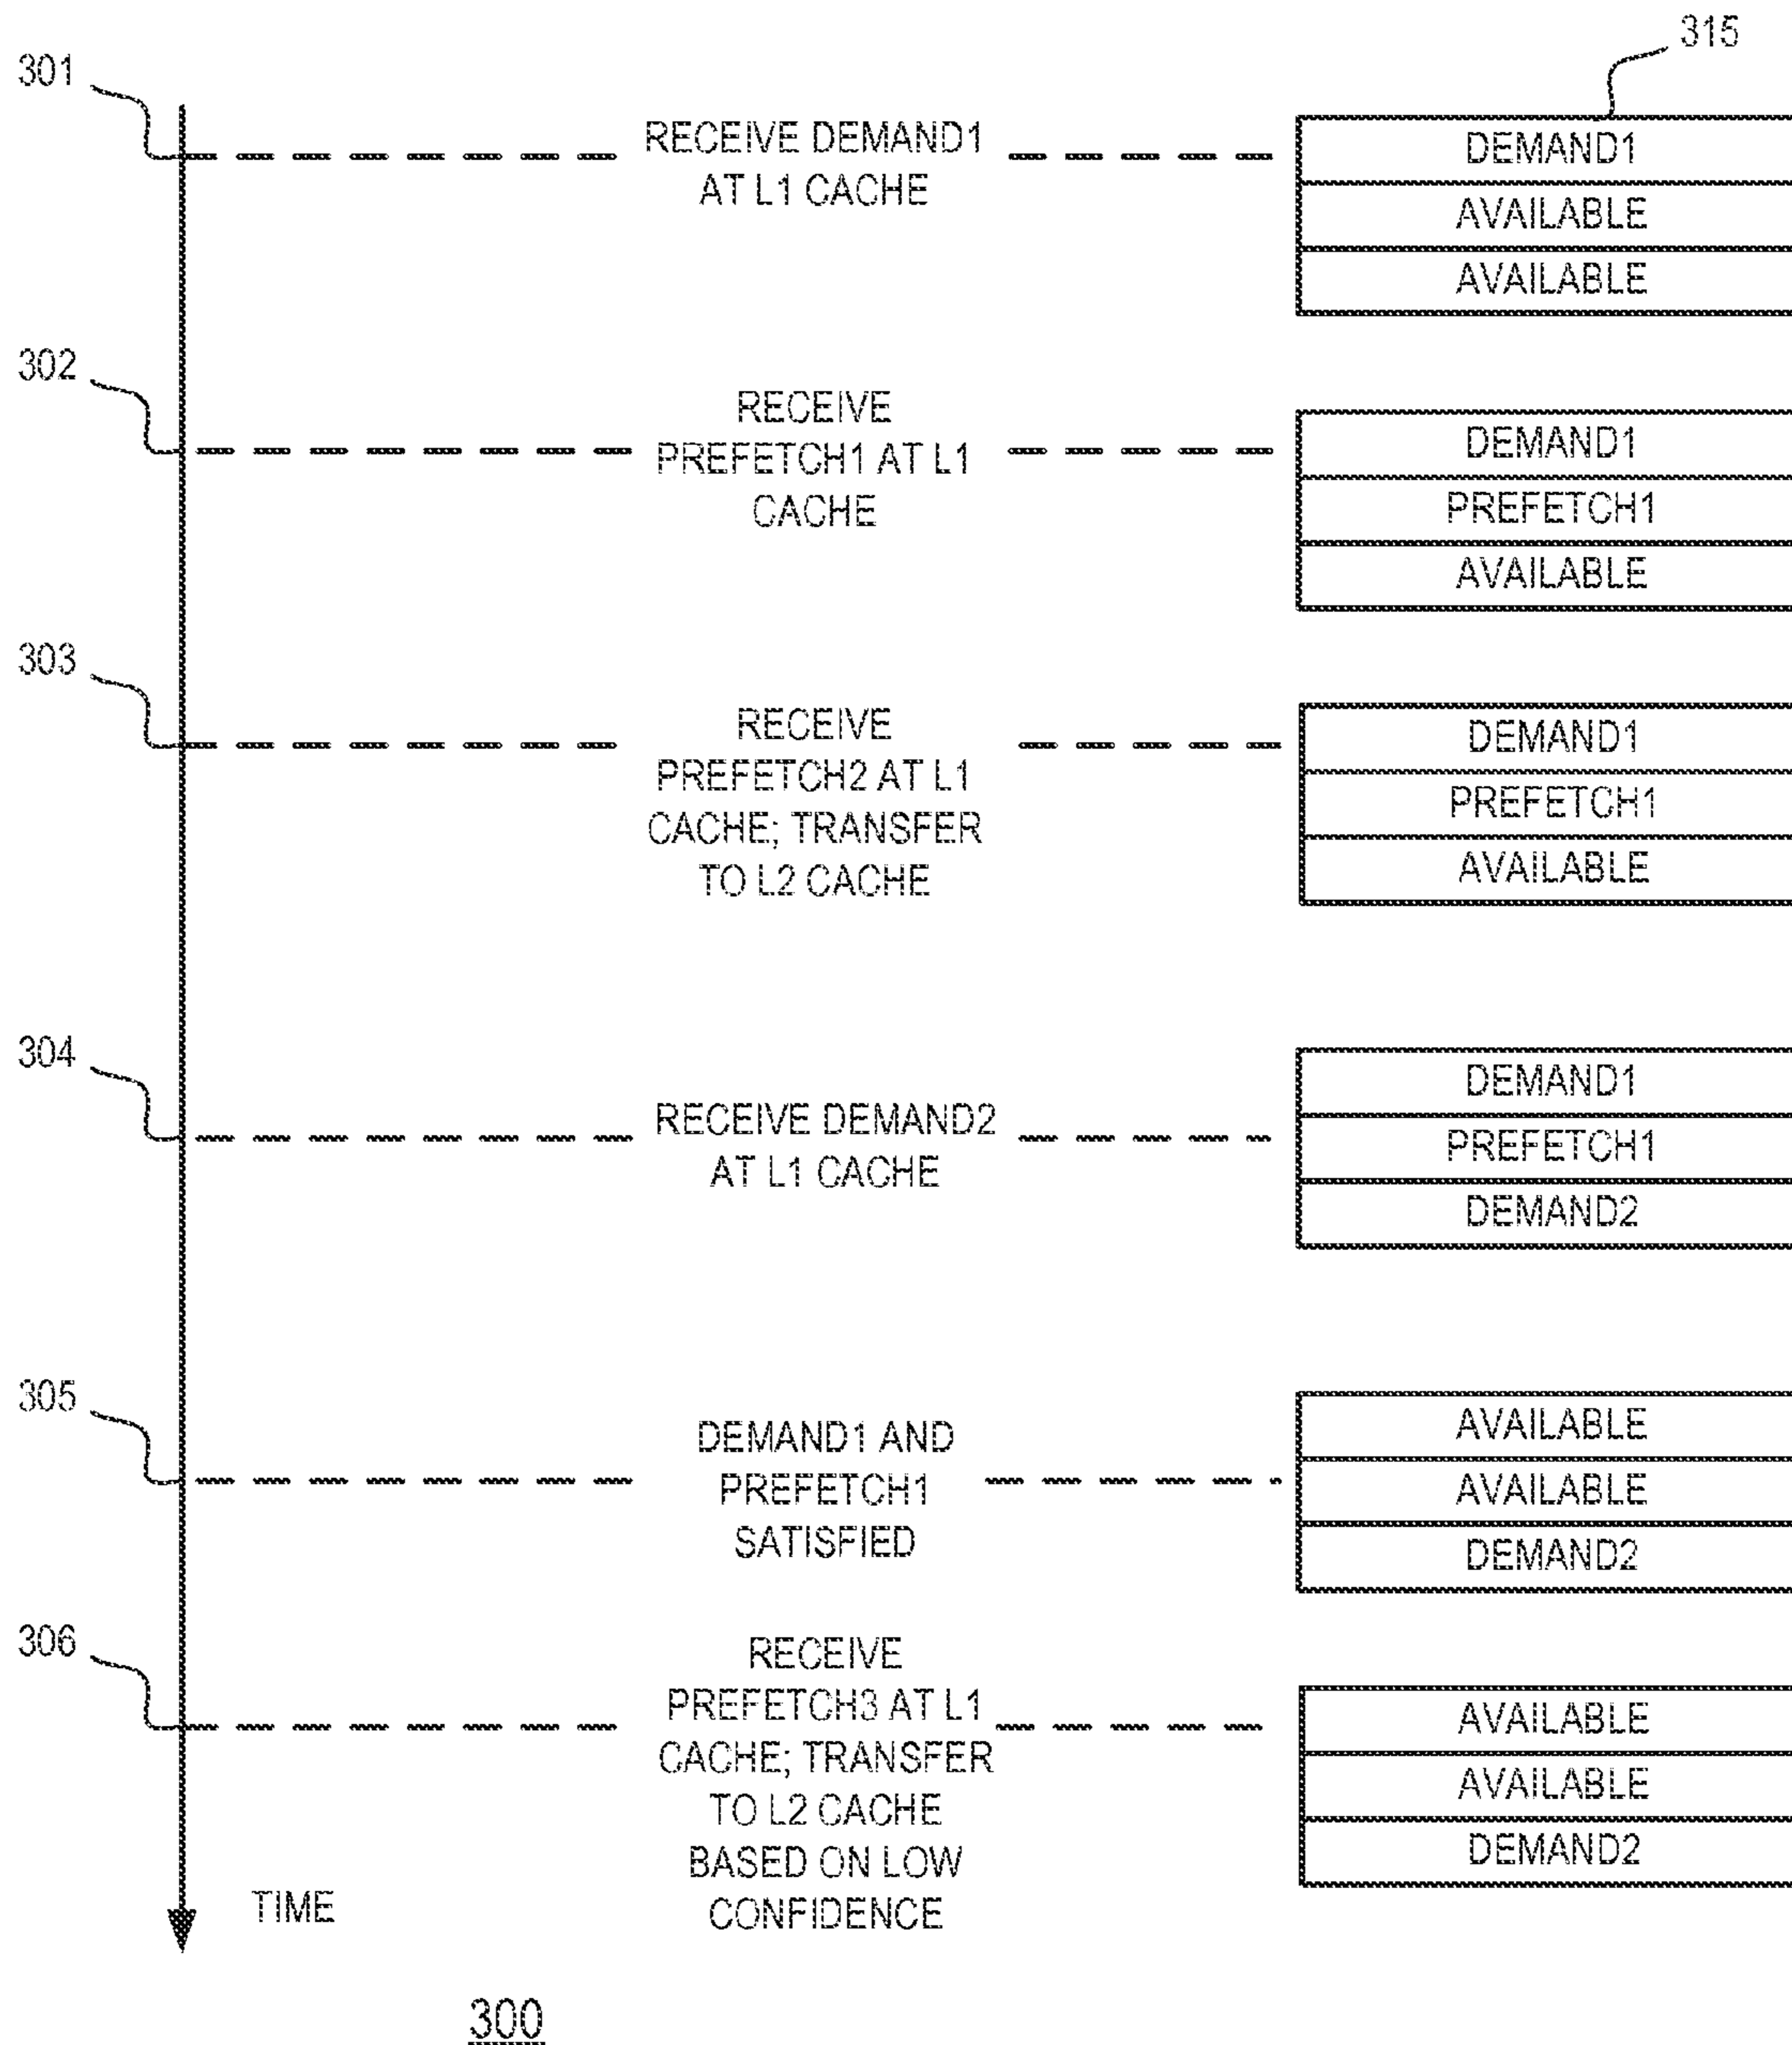 315
301
RECEIVE DEMAND1
AT L1 CACHE
DEMAND1
AVAILABLE
AVAILABLE
302
RECEIVE
PREFETCH1 AT L1
CACHE
DEMAND1
PREFETCH1
AVAILABLE
303
RECEIVE
PREFETCH2 AT L1
CACHE; TRANSFER
TO L2 CACHE
DEMAND1
PREFETCH1
AVAILABLE
304
RECEIVE DEMAND2
AT L1 CACHE
DEMAND1
PREFETCH1
DEMAND2
305
DEMAND1 AND
PREFETCH1
SATISFIED
AVAILABLE
AVAILABLE
DEMAND2
306
RECEIVE
PREFETCH3 AT L1
CACHE; TRANSFER
TO L2 CACHE
BASED ON LOW
CONFIDENCE
AVAILABLE
AVAILABLE
DEMAND2
TIME
300